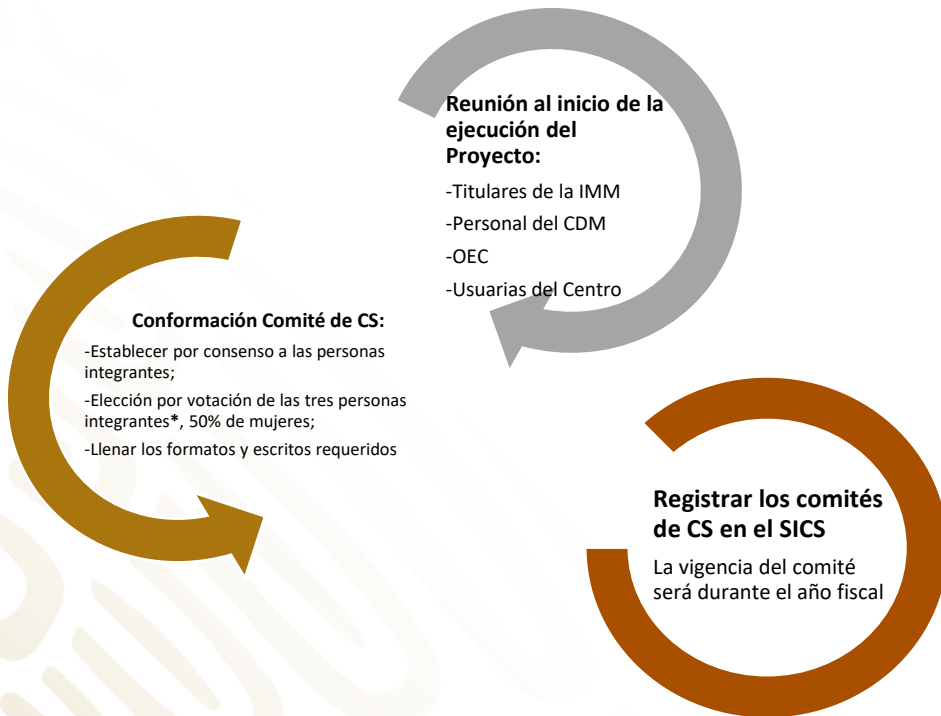 Reunión al inicio de la
ejecución del
Proyecto:
-Titulares de la IMM
-Personal del CDM
-OEC
-Usuarias del Centro
Conformación Comité de CS:
-Establecer por consenso a las personas
integrantes;
-Elección por votación de las tres personas
integrantes*, 50% de mujeres;
-Llenar los formatos y escritos requeridos
Registrar los comités
de CS en el SICS
La vigencia del comité
será durante el año fiscal